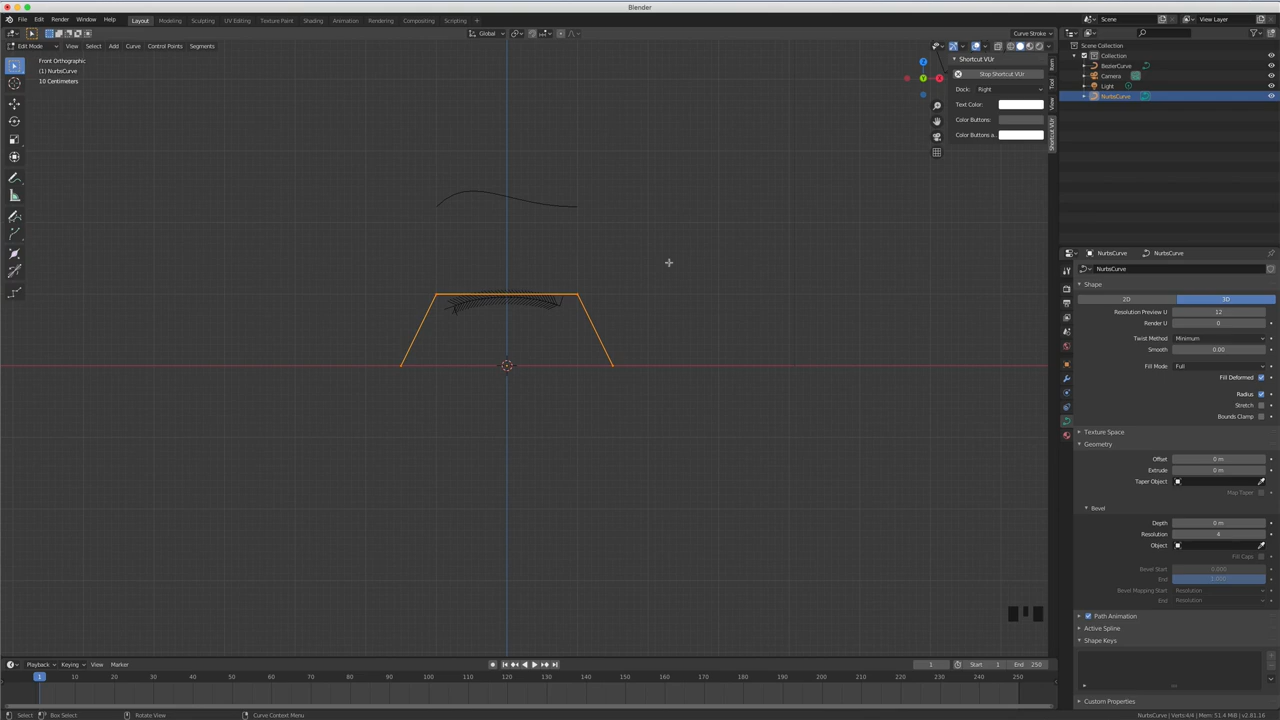 Blender
File Edit Render Window Help Layout Modeling Sculpting UV Editing Texture Paint Shading Animation Rendering Compositing Scripting + Scene View Layer
Global Curve Stroke
Edit Mode View Select Add Curve Control Points Segments
Front Orthographic
(1) NurbsCurve
10 Centimeters
Z
Y
X
Shortcut VUr
Stop Shortcut VUr
Dock: Right
Text Color:
Color Buttons:
Color Buttons a..
Item
Tool
View
Shortcut VUr
Scene Collection
Collection
BezierCurve
Camera
Light
NurbsCurve
NurbsCurve NurbsCurve
NurbsCurve
Shape
2D 3D
Resolution Preview U 12
Render U 0
Twist Method Minimum
Smooth 0.00
Fill Mode Full
Fill Deformed
Radius
Stretch
Bounds Clamp
Texture Space
Geometry
Offset 0 m
Extrude 0 m
Taper Object
Map Taper
Bevel
Depth 0 m
Resolution 4
Object
Fill Caps
Bevel Start 0.000
End 1.000
Bevel Mapping Start Resolution
End Resolution
Path Animation
Active Spline
Shape Keys
Custom Properties
Playback Keying View Marker 1 Start 1 End 250
1 10 20 30 40 50 60 70 80 90 100 110 120 130 140 150 160 170 180 190 200 210 220 230 240 250
Select Box Select Rotate View Curve Context Menu NurbsCurve | Verts:4/4 | Mem: 51.4 MiB | v2.81.16